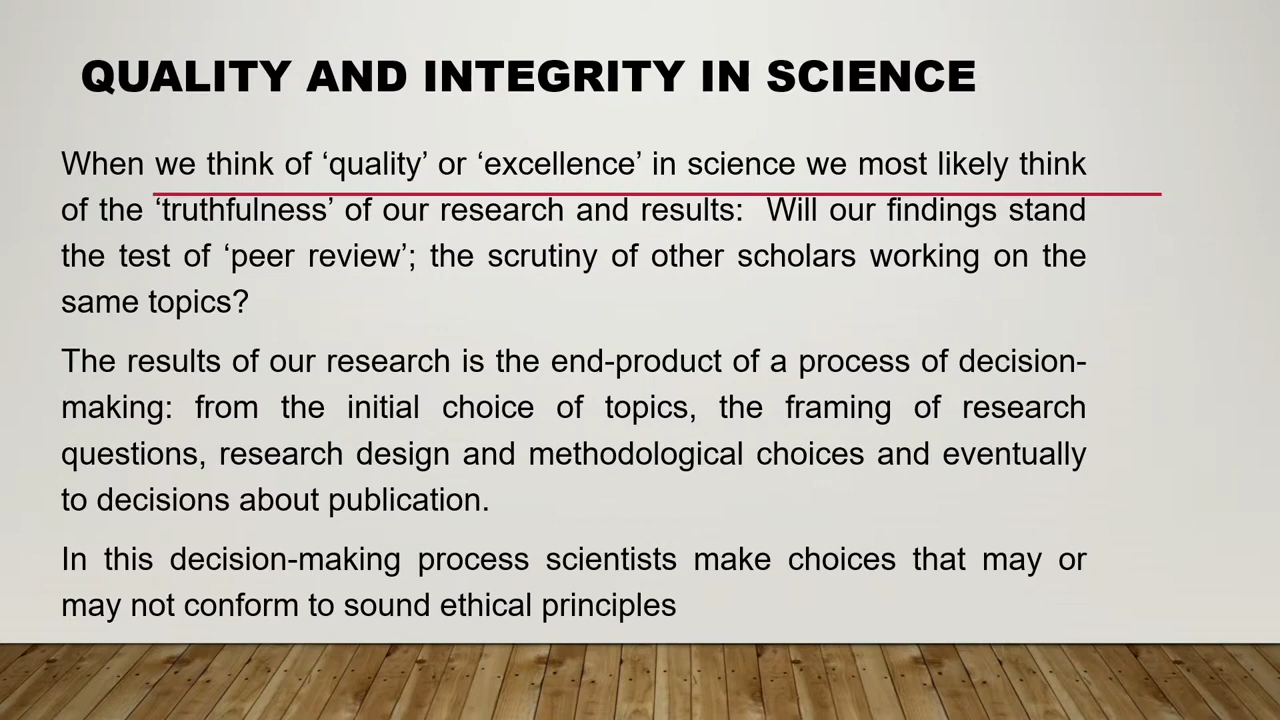 QUALITY AND INTEGRITY IN SCIENCE
When we think of ‘quality’ or ‘excellence’ in science we most likely think
of the ‘truthfulness’ of our research and results:  Will our findings stand
the test of ‘peer review’; the scrutiny of other scholars working on the
same topics?
The results of our research is the end-product of a process of decision-
making: from the initial choice of topics, the framing of research
questions, research design and methodological choices and eventually
to decisions about publication.
In this decision-making process scientists make choices that may or
may not conform to sound ethical principles